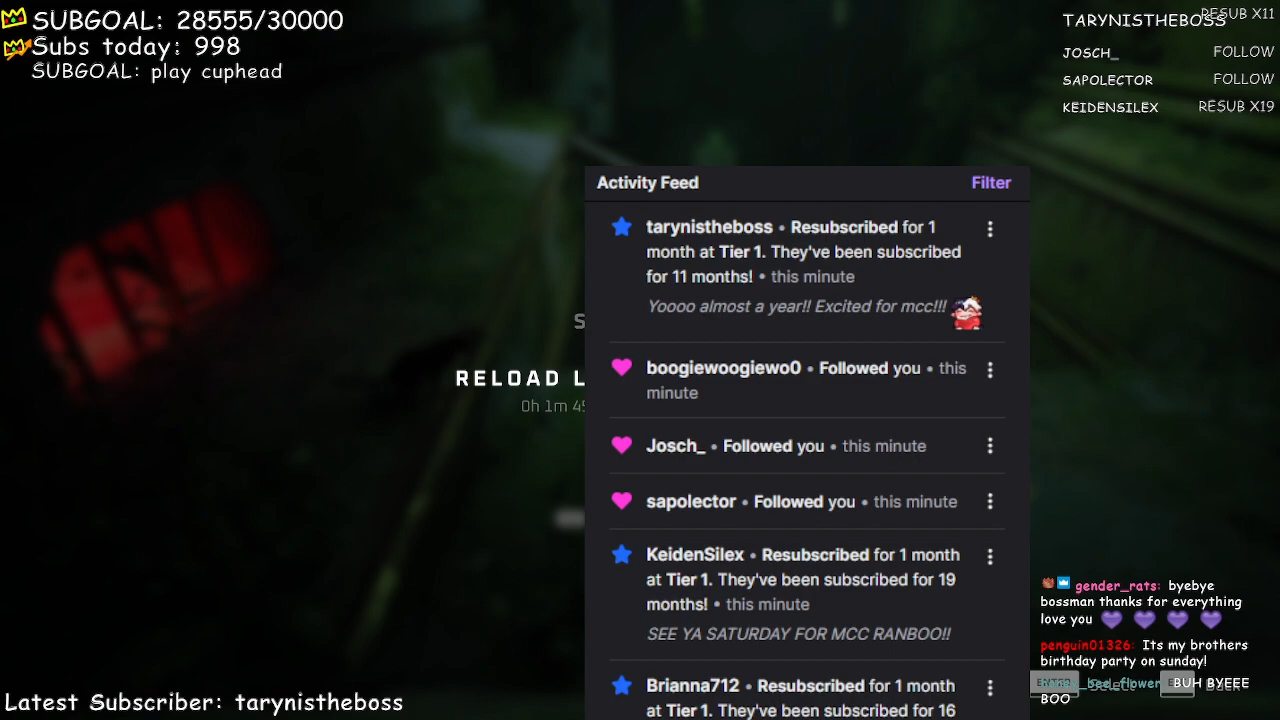 SUBGOAL: 28555/30000
Subs today: 998
SUBGOAL: play cuphead
TARYNISTHEBOSS RESUB X11
JOSCH_ FOLLOW
SAPOLECTOR FOLLOW
KEIDENSILEX RESUB X19
Activity Feed Filter
tarynistheboss • Resubscribed for 1
month at Tier 1. They've been subscribed
for 11 months! • this minute
Yoooo almost a year!! Excited for mcc!!!
boogiewoogiewo0 • Followed you • this
minute
Josch_ • Followed you • this minute
sapolector • Followed you • this minute
KeidenSilex • Resubscribed for 1 month
at Tier 1. They've been subscribed for 19
months! • this minute
SEE YA SATURDAY FOR MCC RANBOO!!
Brianna712 • Resubscribed for 1 month
at Tier 1. They've been subscribed for 16
S
RELOAD L
0h 1m 45
gender_rats: byebye
bossman thanks for everything
love you
penguin01326: Its my brothers
birthday party on sunday!
BUH BYEEE
BOO
Latest Subscriber: tarynistheboss